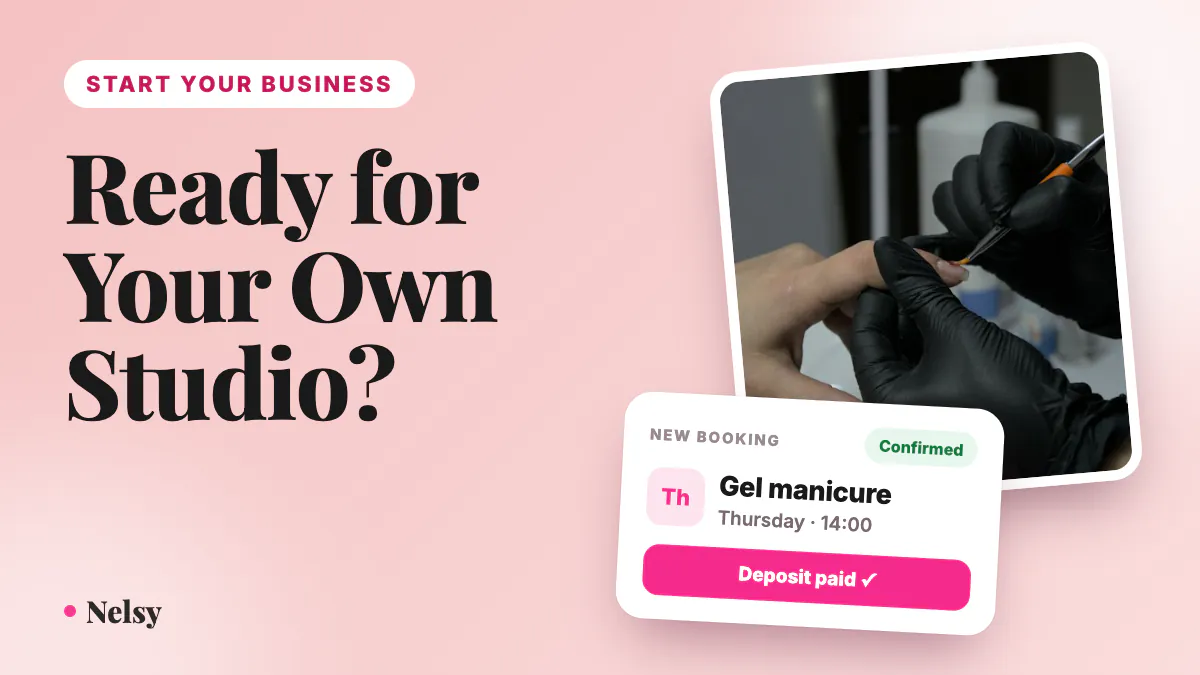 START YOUR BUSINESS
Ready for
Your Own
Studio?
NEW BOOKING
Confirmed
Th
Gel manicure
Thursday · 14:00
Deposit paid ✓
Nelsy